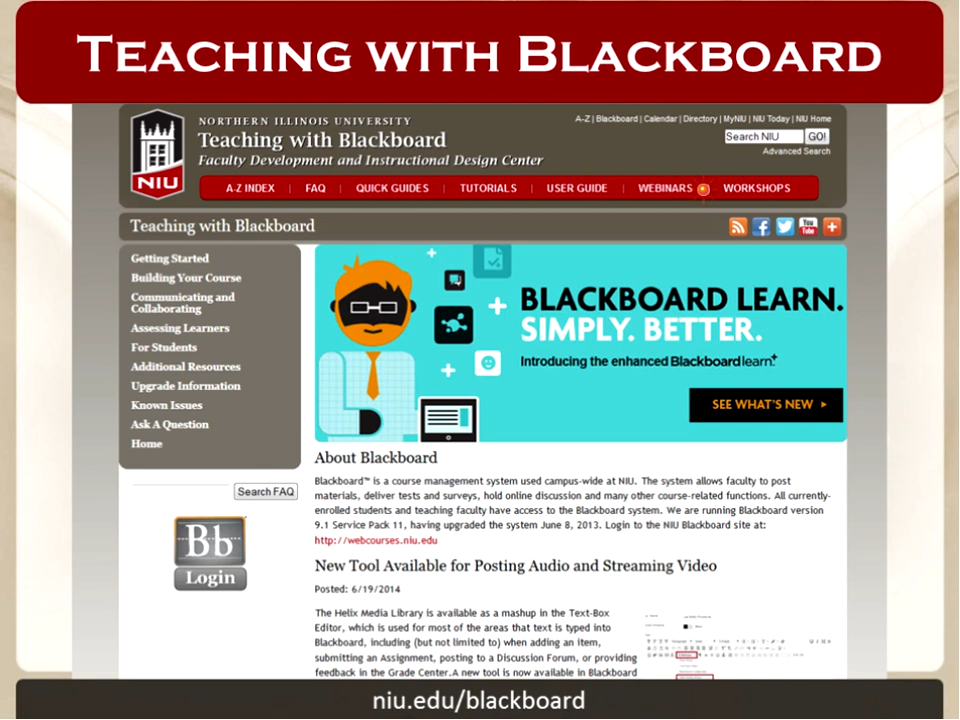 TEACHING WITH BLACKBOARD
NORTHERN ILLINOIS UNIVERSITY
Teaching with Blackboard
Faculty Development and Instructional Design Center
NIU
A-Z | Blackboard | Calendar | Directory | MyNIU | NIU Today | NIU Home
Search NIU GO!
Advanced Search
A-Z INDEX | FAQ | QUICK GUIDES | TUTORIALS | USER GUIDE | WEBINARS WORKSHOPS
Teaching with Blackboard
You Tube
Getting Started
Building Your Course
Communicating and
Collaborating
Assessing Learners
For Students
Additional Resources
Upgrade Information
Known Issues
Ask A Question
Home
Search FAQ
Bb
Login
BLACKBOARD LEARN.
SIMPLY. BETTER.
Introducing the enhanced Blackboard learn+
SEE WHAT'S NEW
About Blackboard
Blackboard™ is a course management system used campus-wide at NIU. The system allows faculty to post
materials, deliver tests and surveys, hold online discussion and many other course-related functions. All currently-
enrolled students and teaching faculty have access to the Blackboard system. We are running Blackboard version
9.1 Service Pack 11, having upgraded the system June 8, 2013. Login to the NIU Blackboard site at:
http://webcourses.niu.edu
New Tool Available for Posting Audio and Streaming Video
Posted: 6/19/2014
The Helix Media Library is available as a mashup in the Text-Box
Editor, which is used for most of the areas that text is typed into
Blackboard, including (but not limited to) when adding an item,
submitting an Assignment, posting to a Discussion Forum, or providing
feedback in the Grade Center.A new tool is now available in Blackboard
niu.edu/blackboard